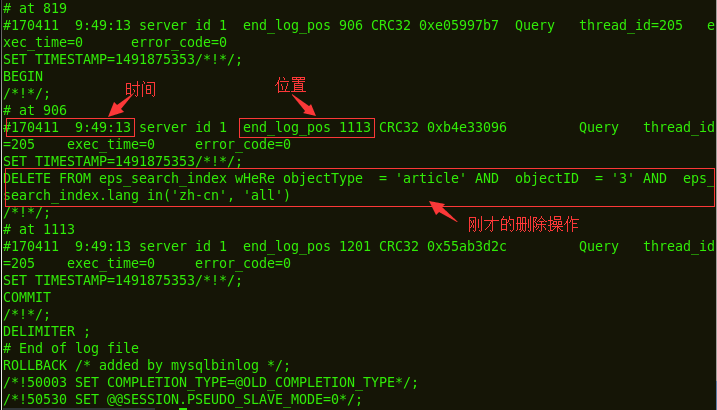 # at 819
#170411  9:49:13 server id 1  end_log_pos 906 CRC32 0xe05997b7  Query   thread_id=205   e
xec_time=0      error_code=0
SET TIMESTAMP=1491875353/*!*/;
BEGIN
时间
位置
/*!*/;
# at 906
#170411  9:49:13 server id 1  end_log_pos 1113 CRC32 0xb4e33096         Query   thread_id
=205    exec_time=0     error_code=0
SET TIMESTAMP=1491875353/*!*/;
DELETE FROM eps_search_index wHeRe objectType  = 'article' AND  objectID  = '3' AND  eps_
search_index.lang in('zh-cn', 'all')
/*!*/;
刚才的删除操作
# at 1113
#170411  9:49:13 server id 1  end_log_pos 1201 CRC32 0x55ab3d2c         Query   thread_id
=205    exec_time=0     error_code=0
SET TIMESTAMP=1491875353/*!*/;
COMMIT
/*!*/;
DELIMITER ;
# End of log file
ROLLBACK /* added by mysqlbinlog */;
/*!50003 SET COMPLETION_TYPE=@OLD_COMPLETION_TYPE*/;
/*!50530 SET @@SESSION.PSEUDO_SLAVE_MODE=0*/;